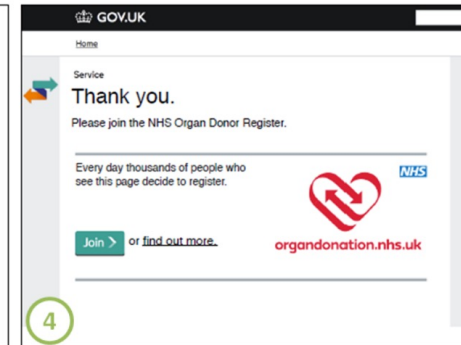 GOV.UK
Home
Service
Thank you.
Please join the NHS Organ Donor Register.
Every day thousands of people who
see this page decide to register.
NHS
Join > or find out more.
organdonation.nhs.uk
4